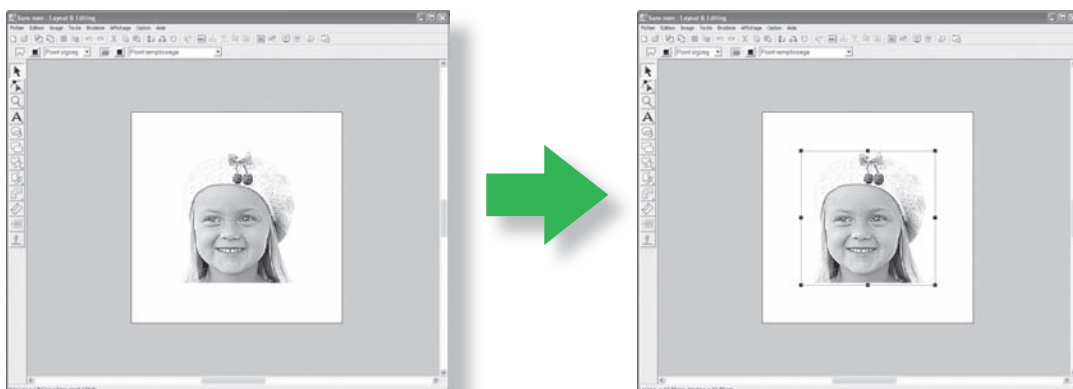 Sans nom - Layout & Editing
Fichier Edition Image Texte Broderie Affichage Option Aide
Point zigzag Point remplissage
A
Sans nom - Layout & Editing
Fichier Edition Image Texte Broderie Affichage Option Aide
Point zigzag Point remplissage
A